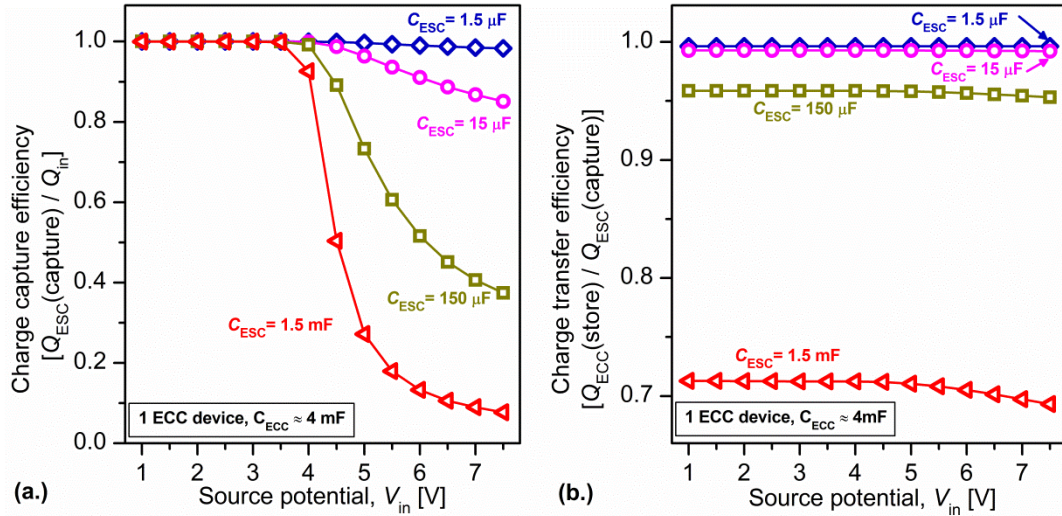 Charge capture efficiency
[Q_ESC(capture) / Q_in]
1.0
0.8
0.6
0.4
0.2
0.0
C_ESC= 1.5 μF
C_ESC= 15 μF
C_ESC= 150 μF
C_ESC= 1.5 mF
1 ECC device, C_ECC ≈ 4 mF
1 2 3 4 5 6 7
(a.)
Source potential, V_in [V]
Charge transfer efficiency
[Q_ECC(store) / Q_ESC(capture)]
1.0
0.9
0.8
0.7
C_ESC= 1.5 μF
C_ESC= 15 μF
C_ESC= 150 μF
C_ESC= 1.5 mF
1 ECC device, C_ECC ≈ 4mF
1 2 3 4 5 6 7
(b.)
Source potential, V_in [V]